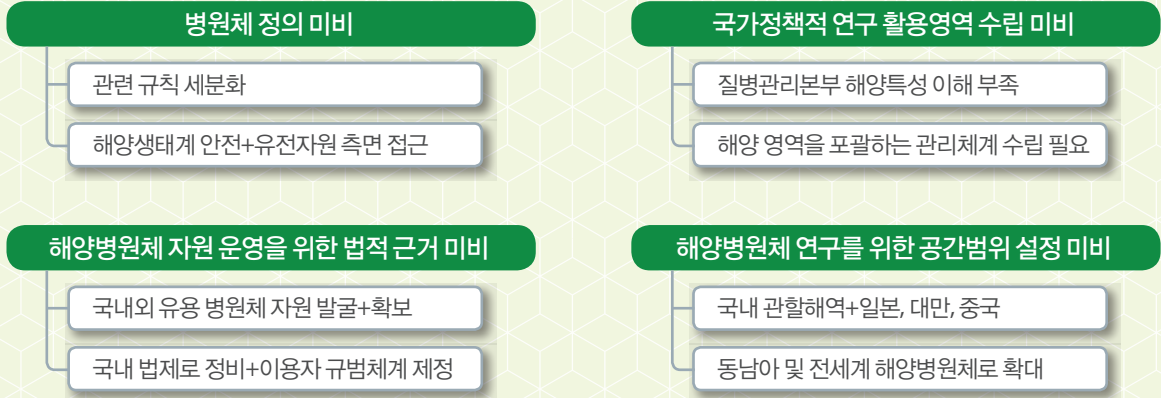 병원체 정의 미비
관련 규칙 세분화
해양생태계 안전+유전자원 측면 접근
국가정책적 연구 활용영역 수립 미비
질병관리본부 해양특성 이해 부족
해양 영역을 포괄하는 관리체계 수립 필요
해양병원체 자원 운영을 위한 법적 근거 미비
국내외 유용 병원체 자원 발굴+확보
국내 법제로 정비+이용자 규범체계 제정
해양병원체 연구를 위한 공간범위 설정 미비
국내 관할해역+일본, 대만, 중국
동남아 및 전세계 해양병원체로 확대